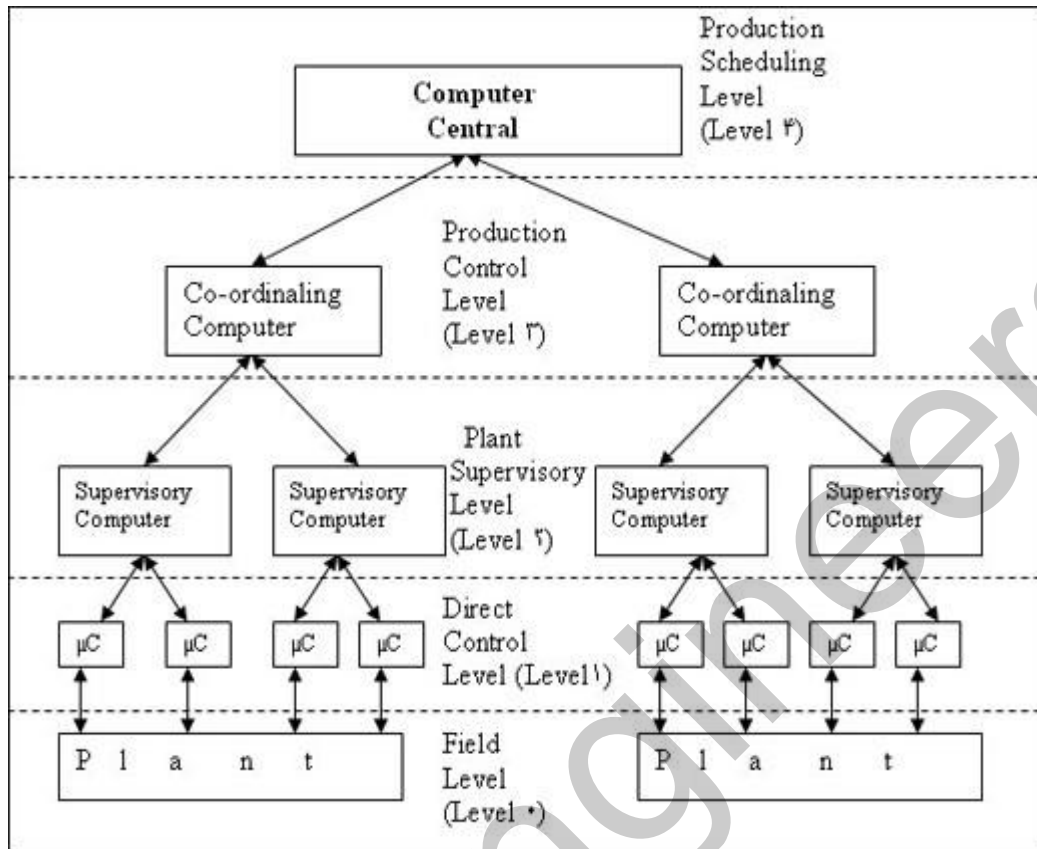 Production
Scheduling
Level
(Level ۴)
Computer
Central
Production
Control
Level
(Level ۳)
Co-ordinaling
Computer
Co-ordinaling
Computer
Plant
Supervisory
Level
(Level ۲)
Supervisory
Computer
Supervisory
Computer
Supervisory
Computer
Supervisory
Computer
Direct
Control
Level (Level۱)
µC
µC
µC
µC
µC
µC
µC
µC
Field
Level
(Level ۰)
P l a n t
P l a n t